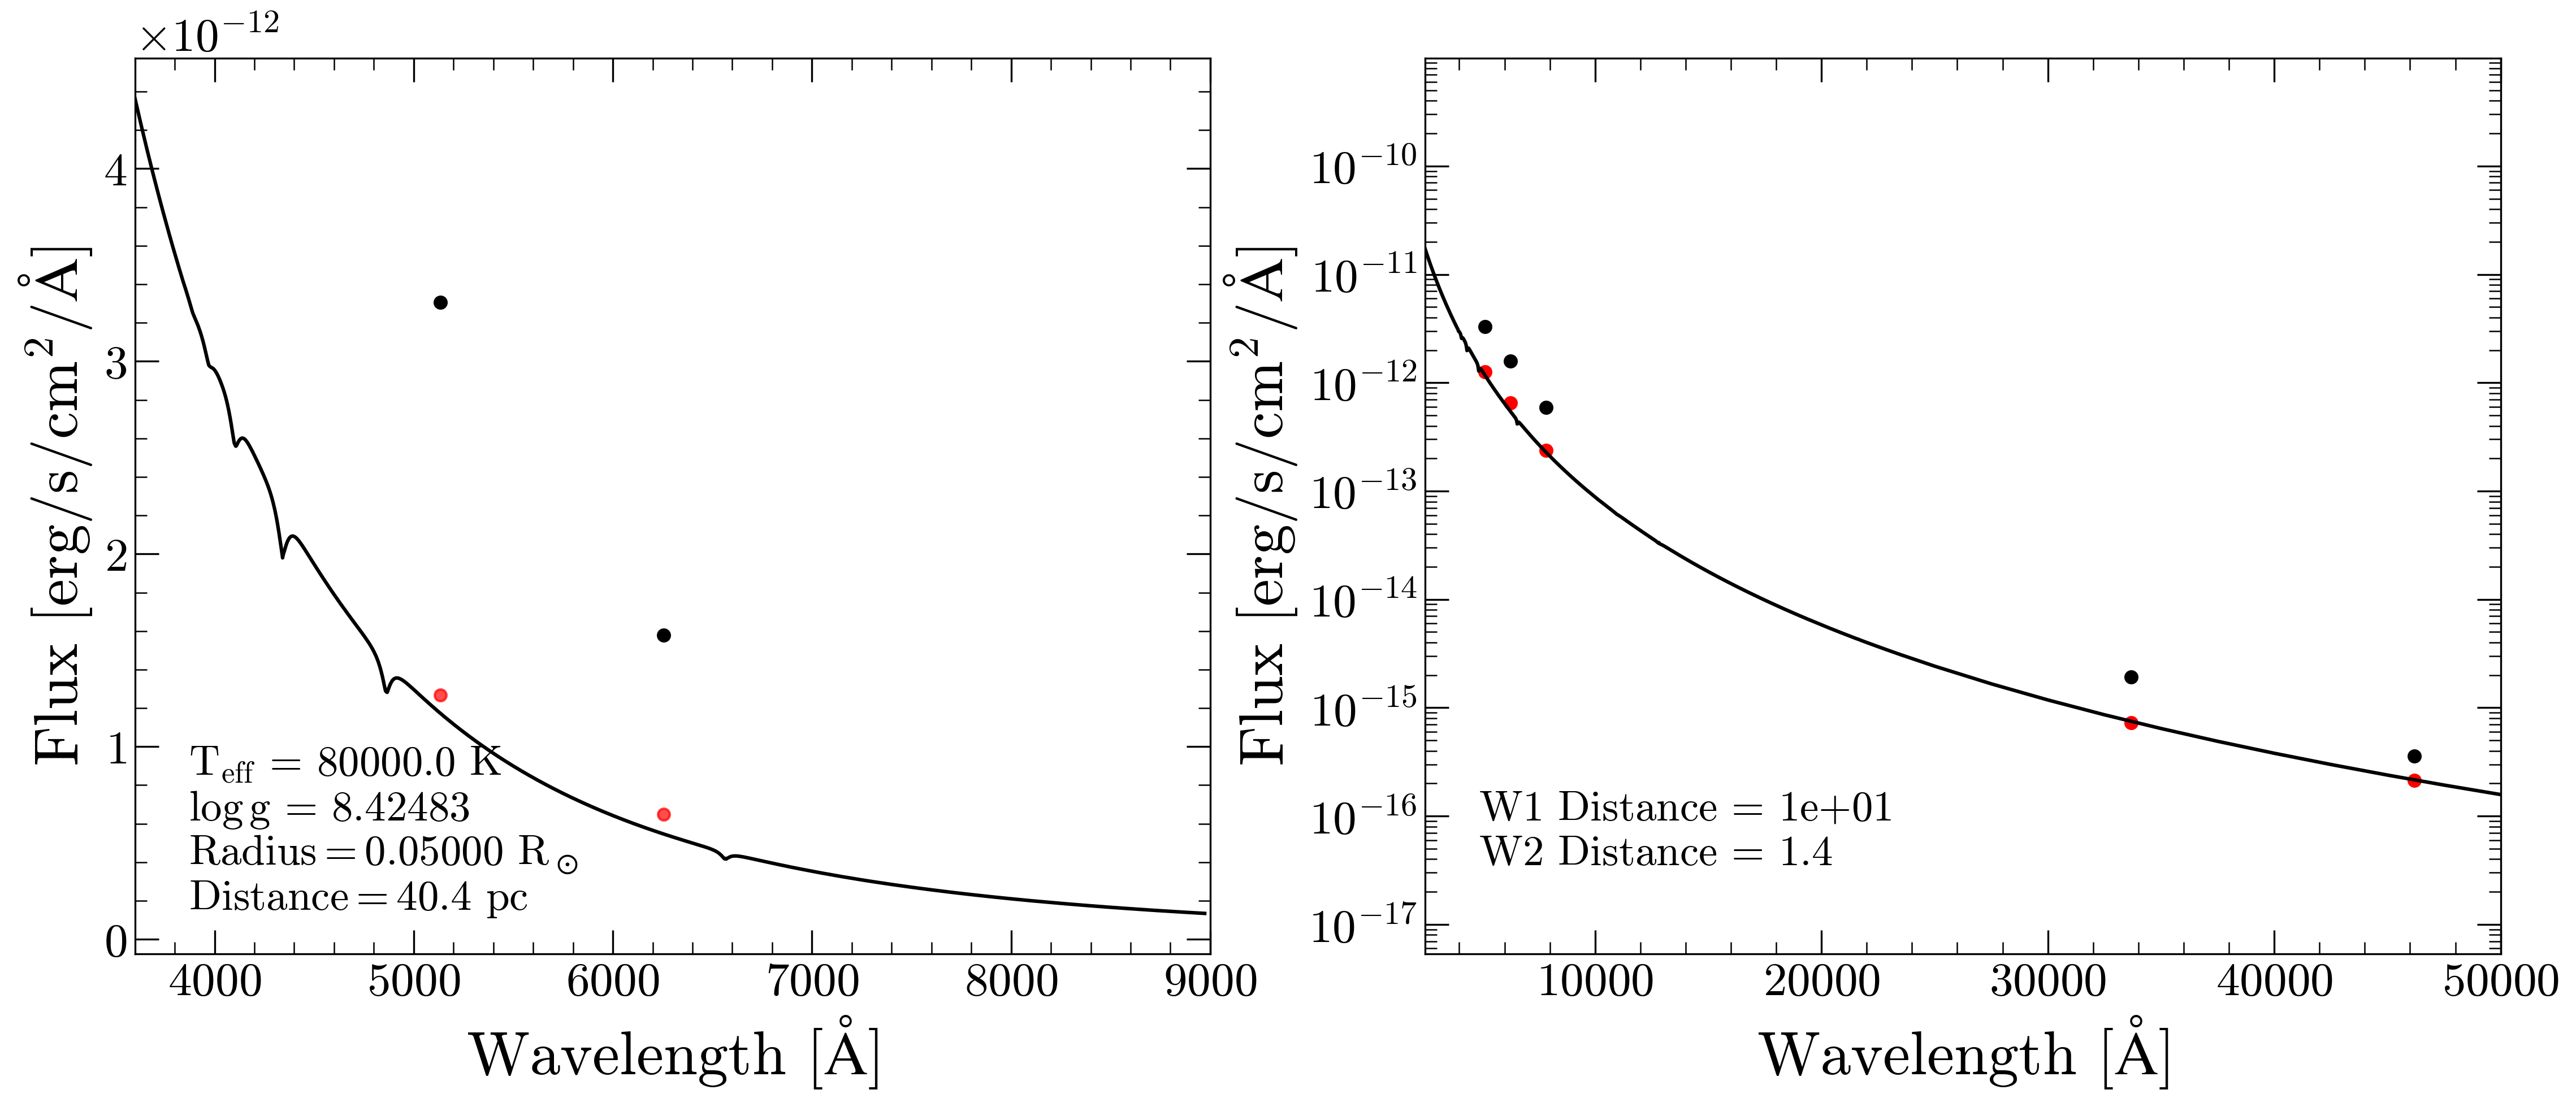 ×10⁻¹²
Flux [erg/s/cm²/Å]
4
3
2
1
0
T_eff = 80000.0 K
log g = 8.42483
Radius = 0.05000 R_⊙
Distance = 40.4 pc
4000 5000 6000 7000 8000 9000
Wavelength [Å]
Flux [erg/s/cm²/Å]
10⁻¹⁰
10⁻¹¹
10⁻¹²
10⁻¹³
10⁻¹⁴
10⁻¹⁵
10⁻¹⁶
10⁻¹⁷
W1 Distance = 1e+01
W2 Distance = 1.4
10000 20000 30000 40000 50000
Wavelength [Å]